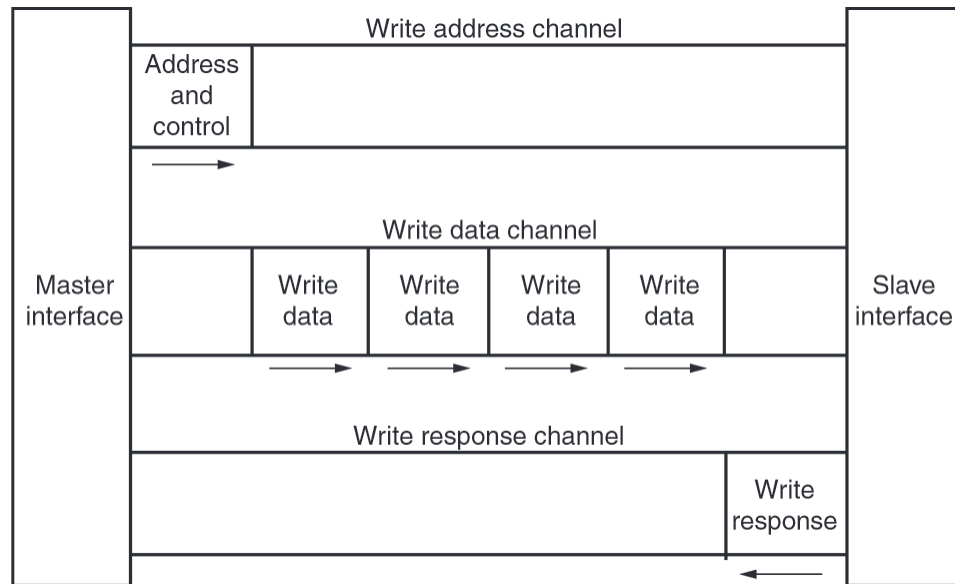 Write address channel
Address
and
control
Write data channel
Master
interface
Write
data
Write
data
Write
data
Write
data
Slave
interface
Write response channel
Write
response